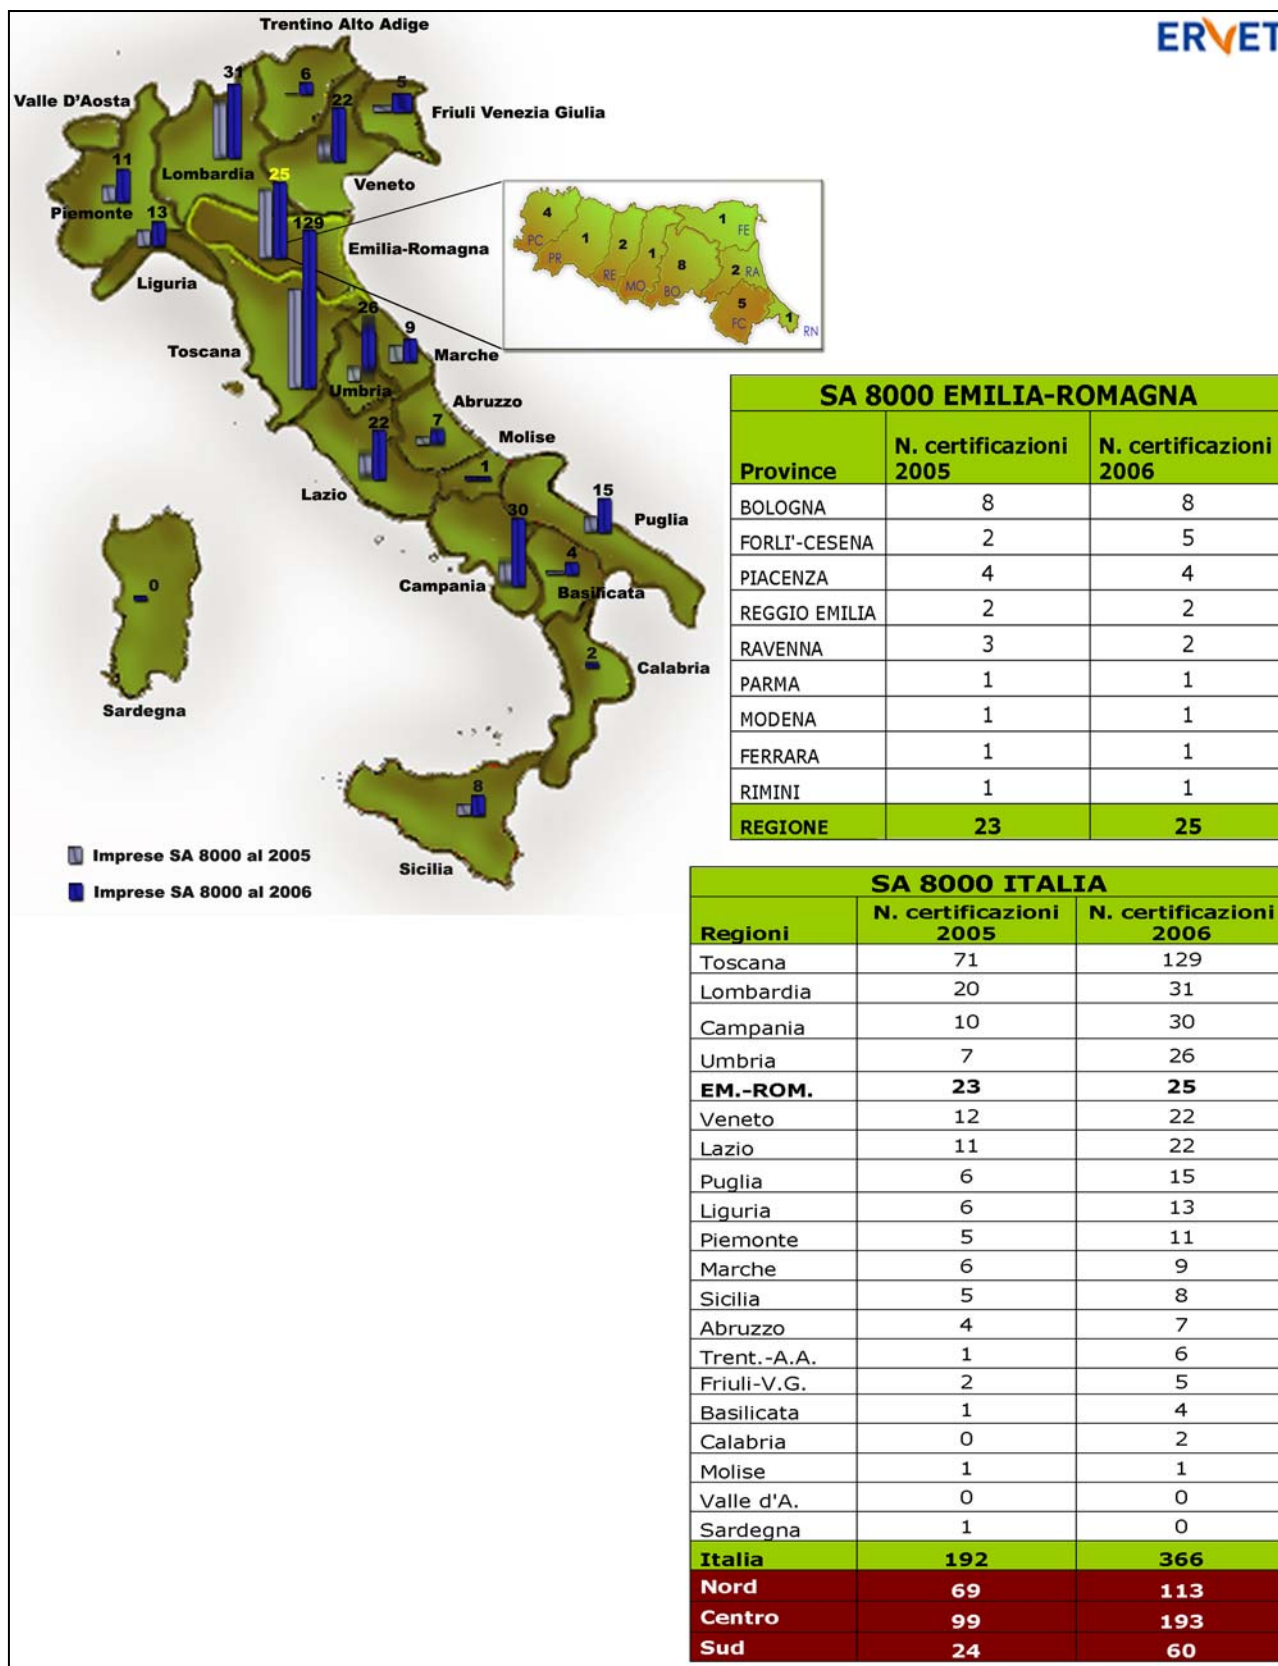 ERVET
Trentino Alto Adige
31
6
5
Valle D'Aosta
22
Friuli Venezia Giulia
11
Lombardia
25
Veneto
Piemonte
13
129
Emilia-Romagna
Liguria
4
1
2
1
8
1
2
5
1
PC
PR
RE
MO
BO
FE
RA
FC
RN
26
9
Toscana
Marche
Umbria
Abruzzo
22
7
Molise
1
Lazio
15
Puglia
30
4
0
Campania
Basilicata
2
Calabria
Sardegna
8
Sicilia
Imprese SA 8000 al 2005
Imprese SA 8000 al 2006
SA 8000 EMILIA-ROMAGNA
Province N. certificazioni 2005 N. certificazioni 2006
BOLOGNA 8 8
FORLI'-CESENA 2 5
PIACENZA 4 4
REGGIO EMILIA 2 2
RAVENNA 3 2
PARMA 1 1
MODENA 1 1
FERRARA 1 1
RIMINI 1 1
REGIONE 23 25
SA 8000 ITALIA
Regioni N. certificazioni 2005 N. certificazioni 2006
Toscana 71 129
Lombardia 20 31
Campania 10 30
Umbria 7 26
EM.-ROM. 23 25
Veneto 12 22
Lazio 11 22
Puglia 6 15
Liguria 6 13
Piemonte 5 11
Marche 6 9
Sicilia 5 8
Abruzzo 4 7
Trent.-A.A. 1 6
Friuli-V.G. 2 5
Basilicata 1 4
Calabria 0 2
Molise 1 1
Valle d'A. 0 0
Sardegna 1 0
Italia 192 366
Nord 69 113
Centro 99 193
Sud 24 60